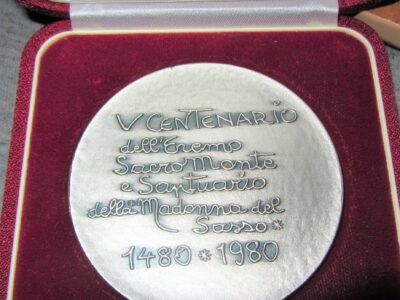 V CENTENARIO
dell'Eremo
Sacro Monte
e Santuario
della Madonna del
Sasso *
1480 * 1980